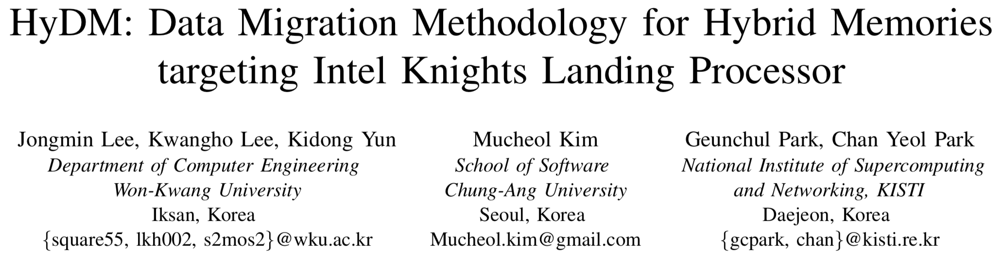 HyDM: Data Migration Methodology for Hybrid Memories
targeting Intel Knights Landing Processor
Jongmin Lee, Kwangho Lee, Kidong Yun
Department of Computer Engineering
Won-Kwang University
Iksan, Korea
{square55, lkh002, s2mos2}@wku.ac.kr
Mucheol Kim
School of Software
Chung-Ang University
Seoul, Korea
Mucheol.kim@gmail.com
Geunchul Park, Chan Yeol Park
National Institute of Supercomputing
and Networking, KISTI
Daejeon, Korea
{gcpark, chan}@kisti.re.kr